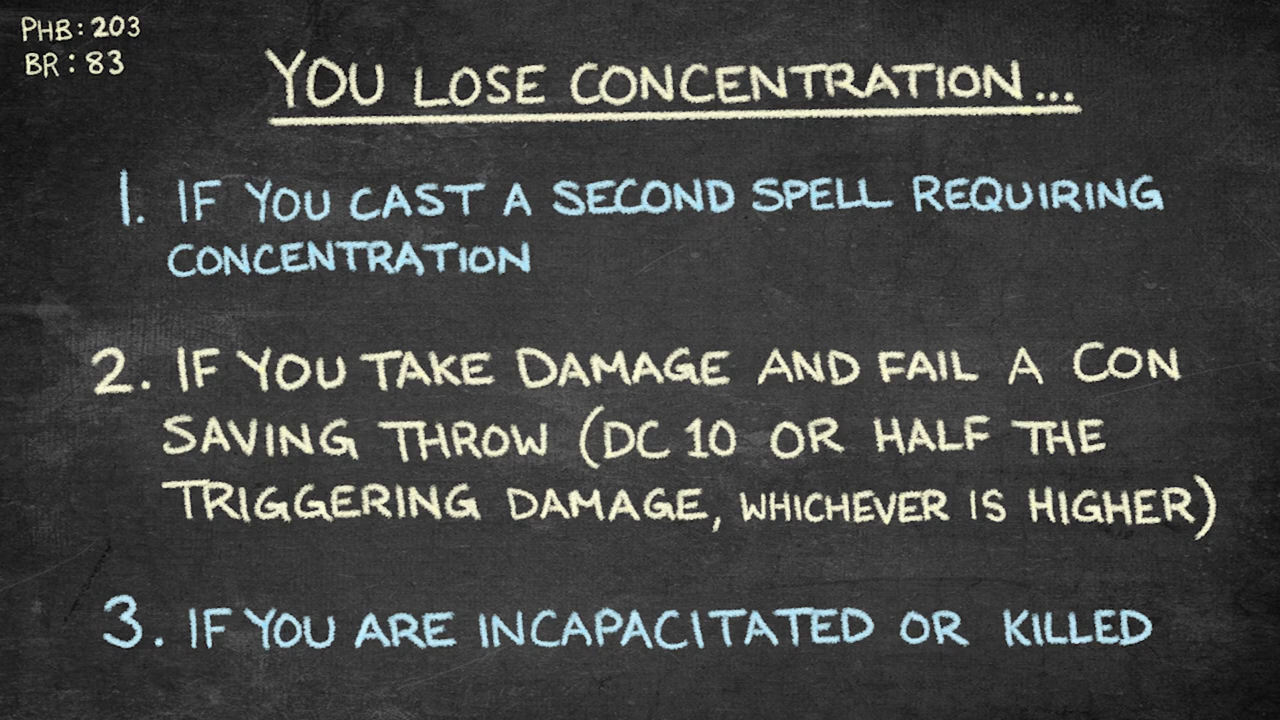 PHB: 203
BR: 83
YOU LOSE CONCENTRATION...
1. IF YOU CAST A SECOND SPELL REQUIRING
CONCENTRATION
2. IF YOU TAKE DAMAGE AND FAIL A CON
SAVING THROW (DC 10 OR HALF THE
TRIGGERING DAMAGE, WHICHEVER IS HIGHER)
3. IF YOU ARE INCAPACITATED OR KILLED